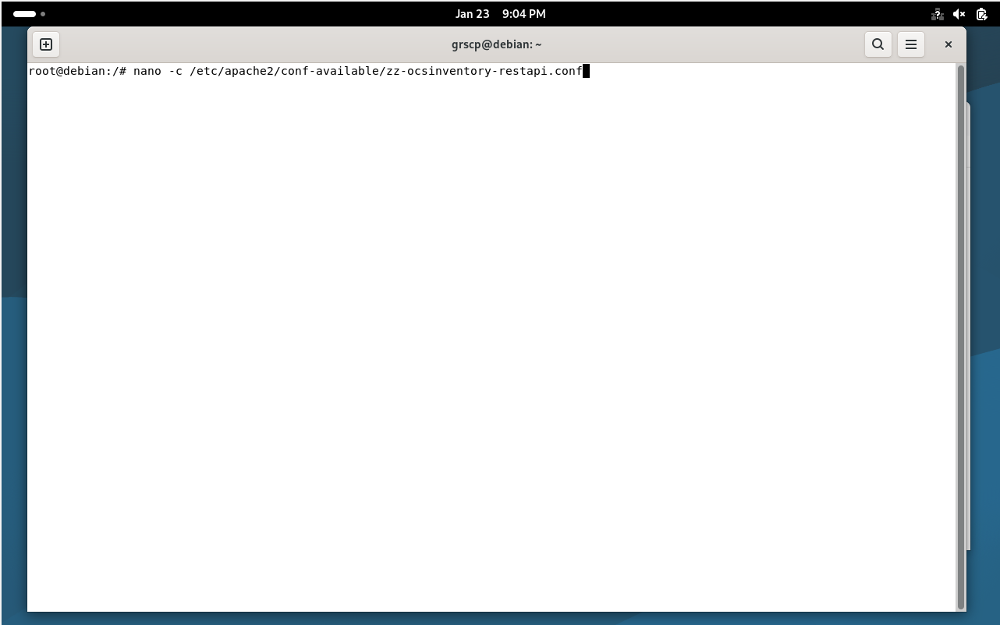 Jan 23 9:04 PM
grscp@debian: ~
root@debian:/# nano -c /etc/apache2/conf-available/zz-ocsinventory-restapi.conf